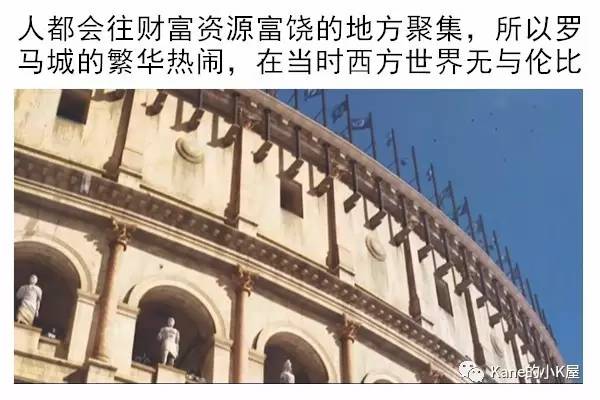 人都会往财富资源富饶的地方聚集，所以罗
马城的繁华热闹，在当时西方世界无与伦比
Kane的小K屋